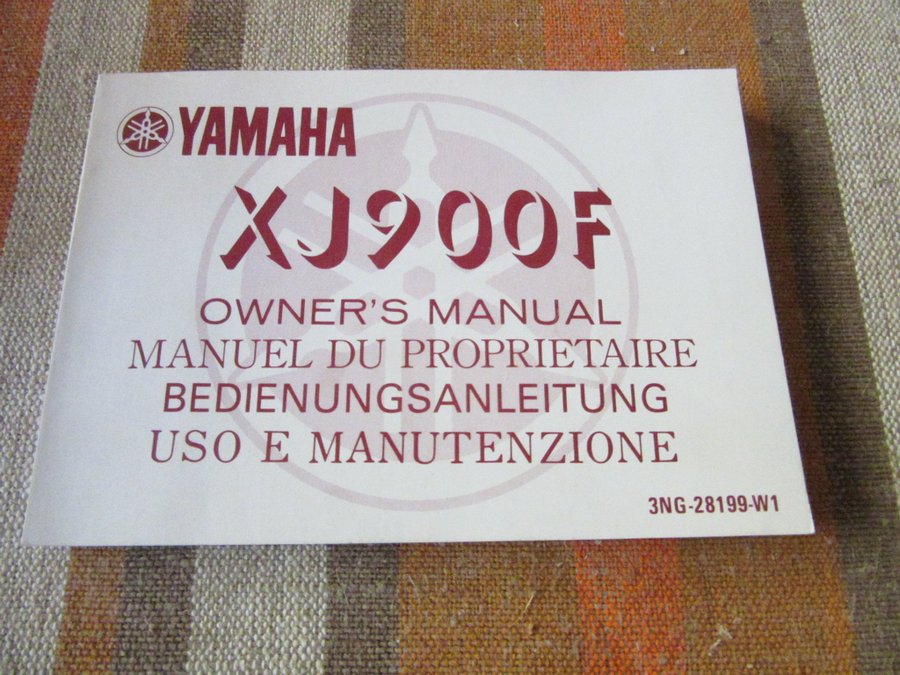 YAMAHA
XJ900F
OWNER'S MANUAL
MANUEL DU PROPRIETAIRE
BEDIENUNGSANLEITUNG
USO E MANUTENZIONE
3NG-28199-W1